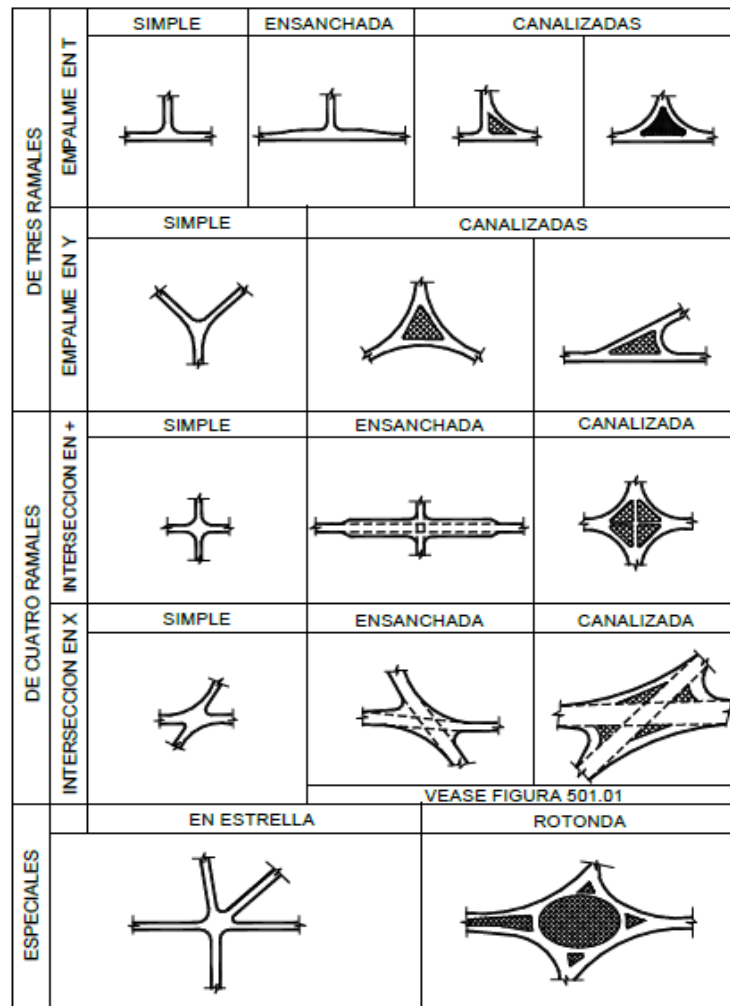 DE TRES RAMALES
EMPALME EN T
SIMPLE
ENSANCHADA
CANALIZADAS
EMPALME EN Y
SIMPLE
CANALIZADAS
DE CUATRO RAMALES
INTERSECCION EN +
SIMPLE
ENSANCHADA
CANALIZADA
INTERSECCION EN X
SIMPLE
ENSANCHADA
CANALIZADA
VEASE FIGURA 501.01
ESPECIALES
EN ESTRELLA
ROTONDA